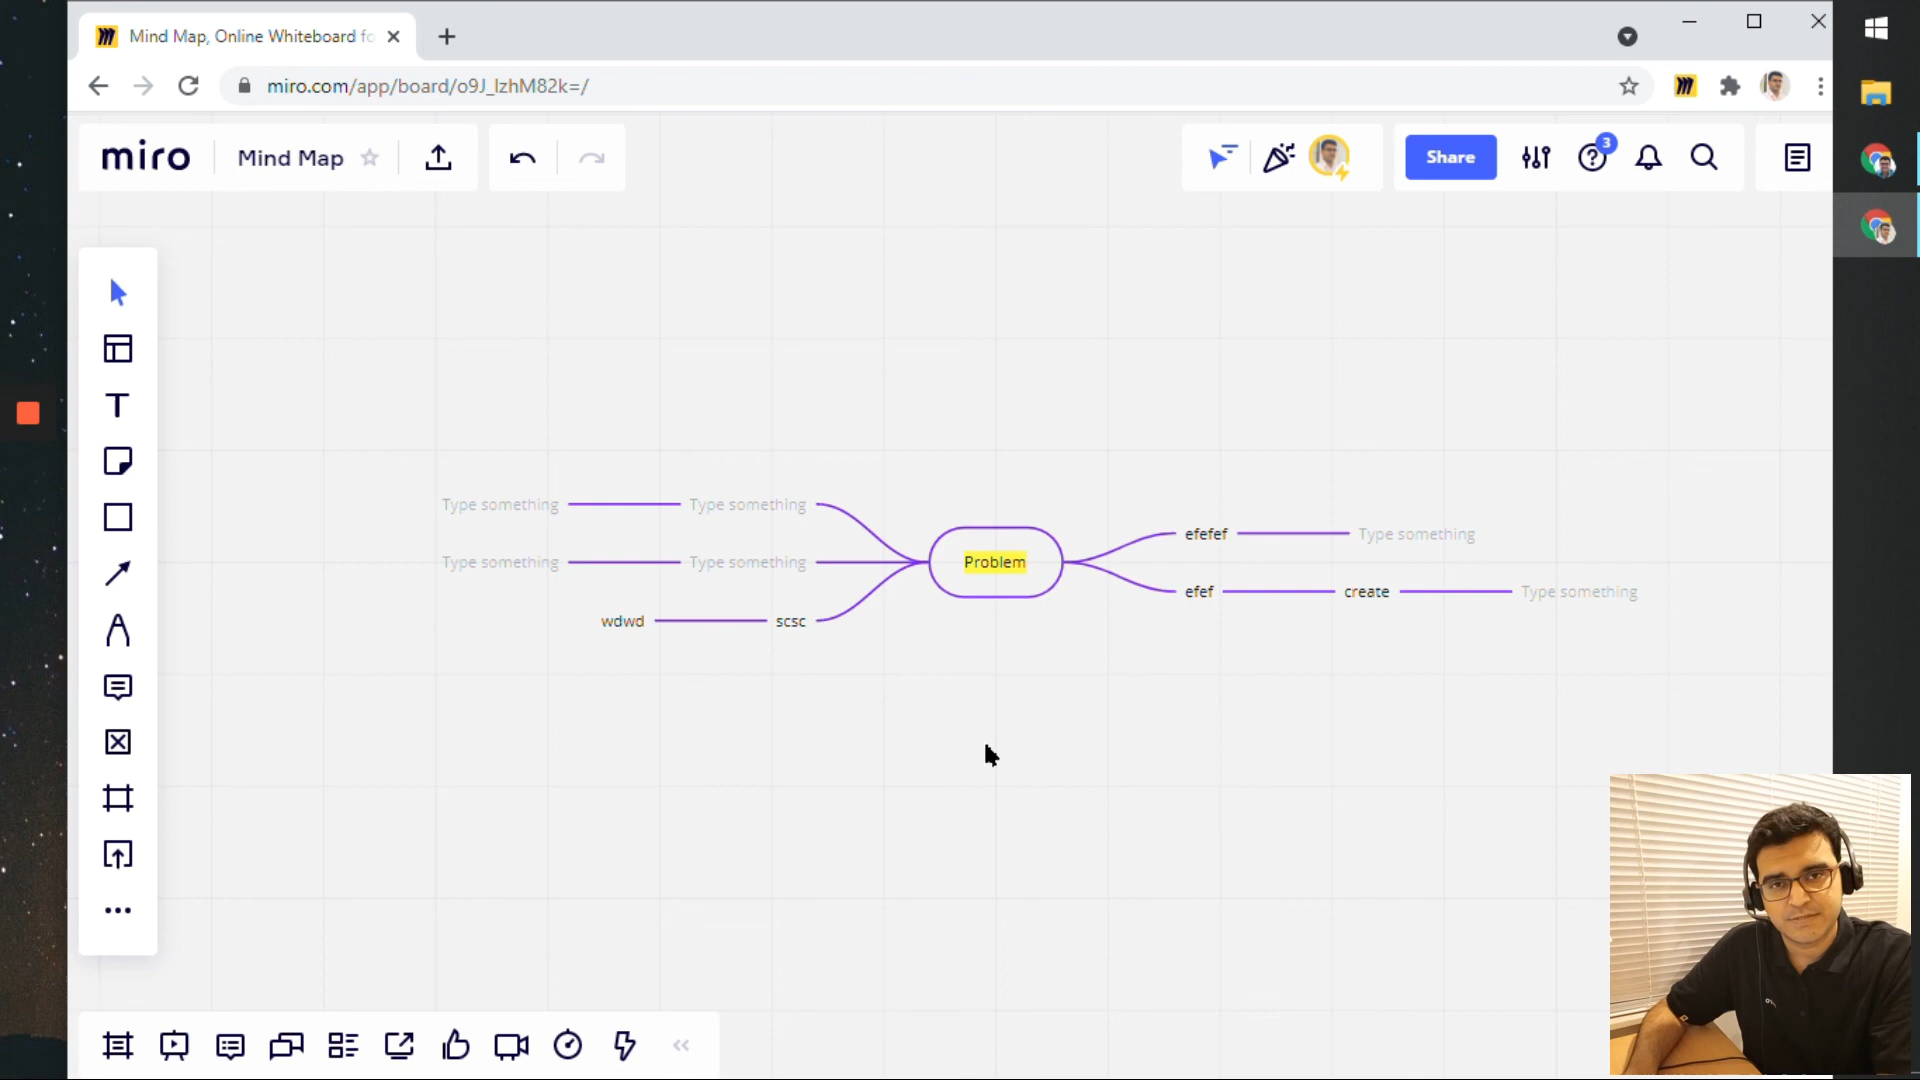 Mind Map, Online Whiteboard fo
miro.com/app/board/o9J_lzhM82k=/
miro
Mind Map
Share
3
Type something
Type something
efefef
Type something
Type something
Type something
Problem
efef
create
Type something
wdwd
scsc